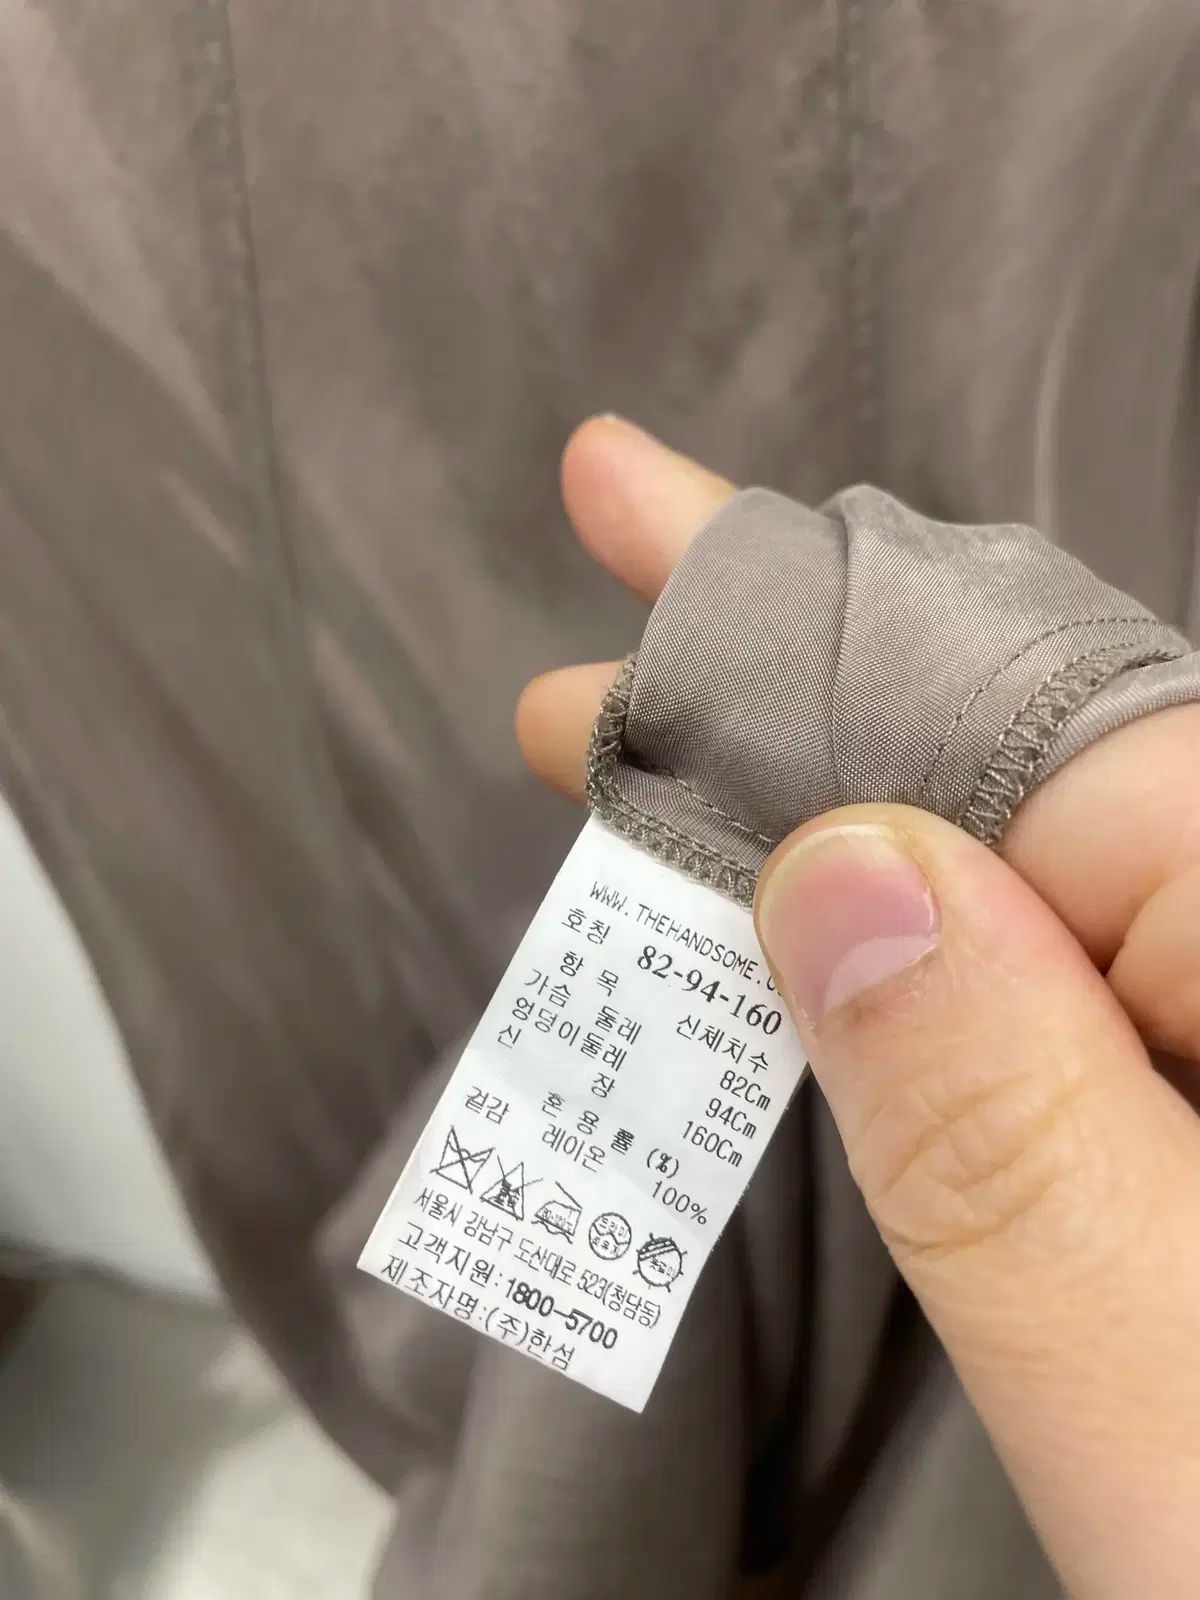 WWW.THEHANDSOME.
호칭 82-94-160
항 목 신체치수
가슴 둘레 82Cm
엉덩이둘레 94Cm
신 장 160Cm
혼 용 률 (%)
겉감 레이온 100%
드라이
서울시 강남구 도산대로 523(청담동)
고객지원:1800-5700
제조자명:(주)한섬